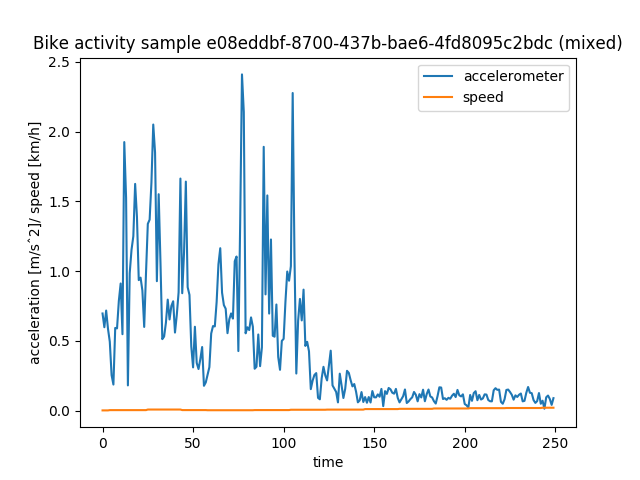 Bike activity sample e08eddbf-8700-437b-bae6-4fd8095c2bdc (mixed)
accelerometer
speed
acceleration [m/s^2]/ speed [km/h]
2.5
2.0
1.5
1.0
0.5
0.0
0 50 100 150 200 250
time